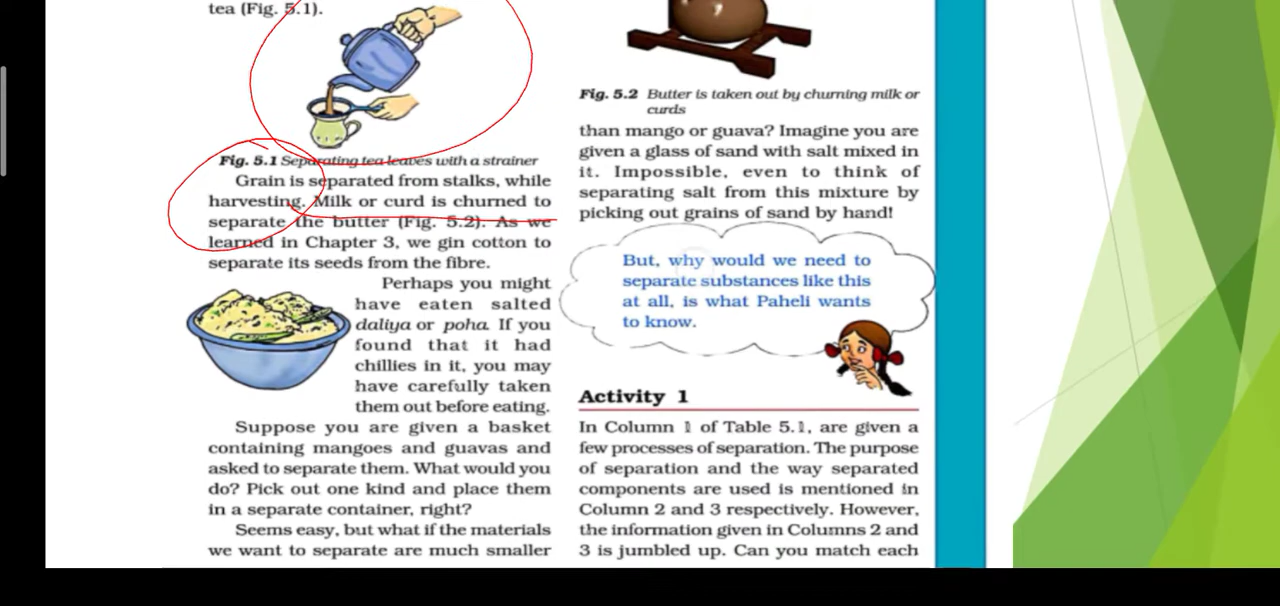 tea (Fig. 5.1).
Fig. 5.1 Separating tea leaves with a strainer
Grain is separated from stalks, while
harvesting. Milk or curd is churned to
separate the butter (Fig. 5.2). As we
learned in Chapter 3, we gin cotton to
separate its seeds from the fibre.
Perhaps you might
have eaten salted
daliya or poha. If you
found that it had
chillies in it, you may
have carefully taken
them out before eating.
Suppose you are given a basket
containing mangoes and guavas and
asked to separate them. What would you
do? Pick out one kind and place them
in a separate container, right?
Seems easy, but what if the materials
we want to separate are much smaller
Fig. 5.2 Butter is taken out by churning milk or
curds
than mango or guava? Imagine you are
given a glass of sand with salt mixed in
it. Impossible, even to think of
separating salt from this mixture by
picking out grains of sand by hand!
But, why would we need to
separate substances like this
at all, is what Paheli wants
to know.
Activity 1
In Column 1 of Table 5.1, are given a
few processes of separation. The purpose
of separation and the way separated
components are used is mentioned in
Column 2 and 3 respectively. However,
the information given in Columns 2 and
3 is jumbled up. Can you match each